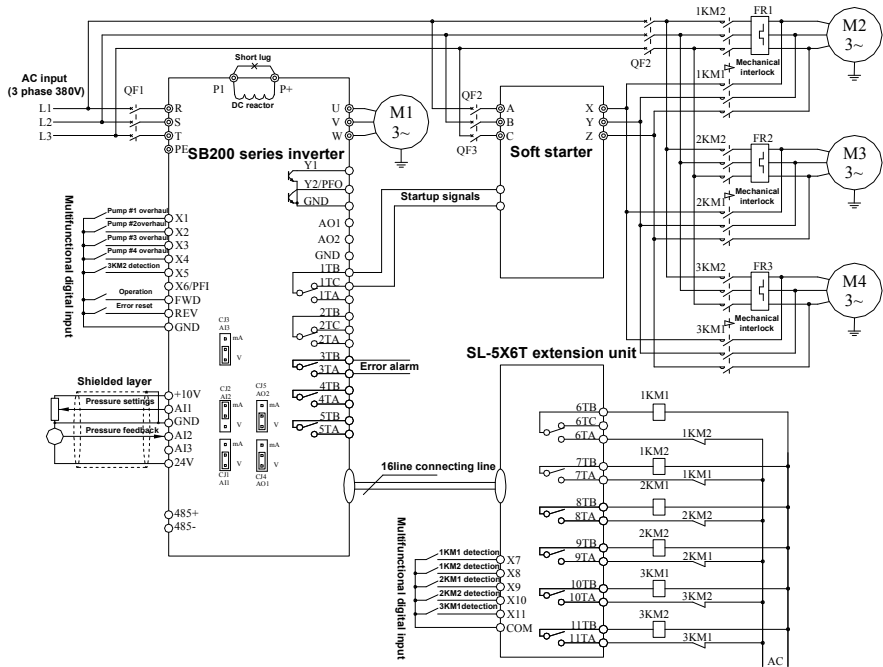 1KM2
FR1
M2
3~
QF2
Mechanical
interlock
1KM1
Short lug
P1
P+
DC reactor
AC input
(3 phase 380V)
QF1
L1
L2
L3
R
S
T
PE
U
V
W
M1
3~
SB200 series inverter
QF2
QF3
A
B
C
X
Y
Z
Soft starter
2KM2
FR2
M3
3~
Mechanical
interlock
2KM1
3KM2
FR3
M4
3~
Mechanical
interlock
3KM1
Y1
Y2/PFO
GND
AO1
AO2
GND
Startup signals
1TB
1TC
1TA
2TB
2TC
2TA
3TB
3TA
Error alarm
4TB
4TA
5TB
5TA
Multifunctional digital input
Pump #1 overhaul
X1
Pump #2overhaul
X2
Pump #3 overhaul
X3
Pump #4 overhaul
X4
3KM2 detection
X5
X6/PFI
Operation
FWD
Error reset
REV
GND
CJ3
AI3
mA
V
CJ2
AI2
mA
V
CJ5
AO2
mA
V
mA
V
CJ1
AI1
mA
V
CJ4
AO1
Shielded layer
+10V
Pressure settings
AI1
GND
Pressure feedback
AI2
AI3
24V
485+
485-
16line connecting line
SL-5X6T extension unit
6TB
1KM1
6TC
6TA
1KM2
7TB
1KM2
7TA
1KM1
8TB
2KM1
8TA
2KM2
9TB
2KM2
9TA
2KM1
10TB
3KM1
10TA
3KM2
11TB
3KM2
11TA
3KM1
AC
Multifunctional digital input
1KM1 detection
X7
1KM2 detection
X8
2KM1 detection
X9
2KM2 detection
X10
3KM1detection
X11
COM